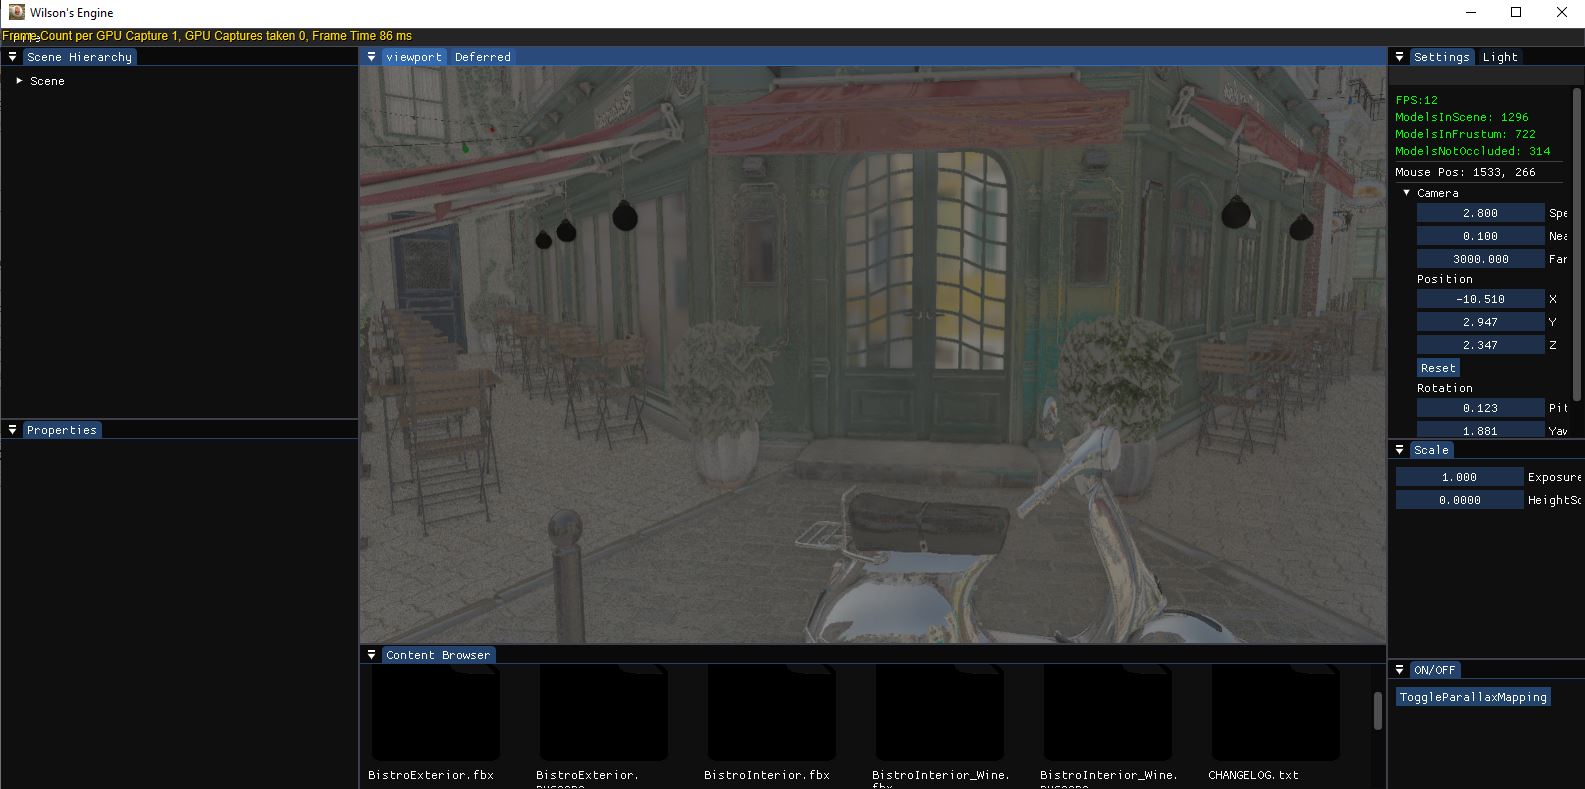 Wilson's Engine
Frame Count per GPU Capture 1, GPU Captures taken 0, Frame Time 86 ms
Scene Hierarchy
Scene
Properties
viewport Deferred
Settings Light
FPS:12
ModelsInScene: 1296
ModelsInFrustum: 722
ModelsNotOccluded: 314
Mouse Pos: 1533, 266
Camera
2.800 Spe
0.100 Nea
3000.000 Far
Position
-10.510 X
2.947 Y
2.347 Z
Reset
Rotation
0.123 Pit
1.881 Yaw
Scale
1.000 Exposure
0.0000 HeightSc
ON/OFF
ToggleParallaxMapping
Content Browser
BistroExterior.fbx
BistroExterior.
BistroInterior.fbx
BistroInterior_Wine.
fbx
BistroInterior_Wine.
CHANGELOG.txt